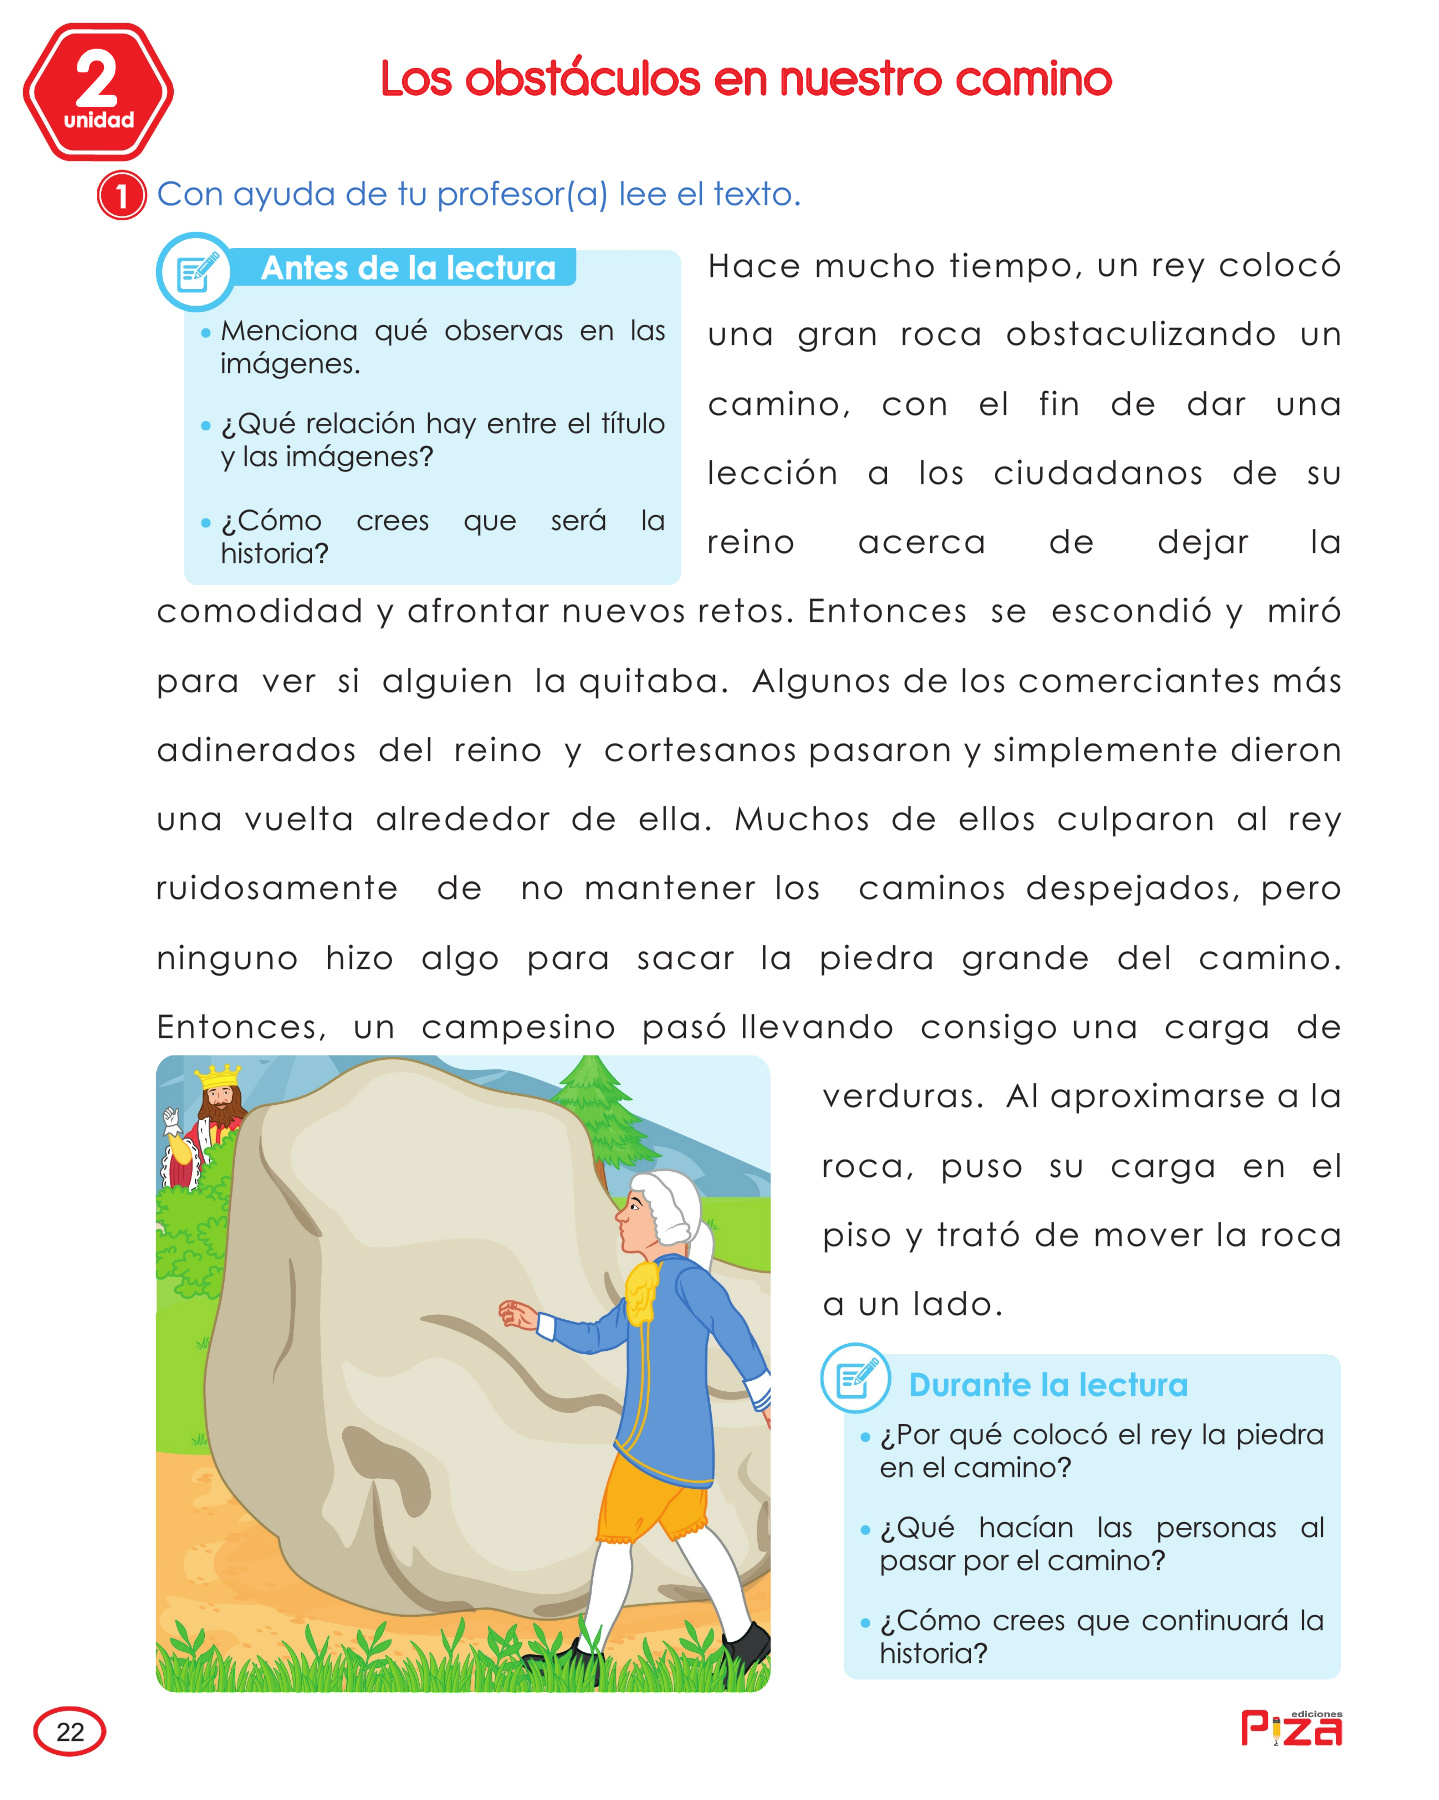 2
unidad
Los obstáculos en nuestro camino
1 Con ayuda de tu profesor(a) lee el texto.
Antes de la lectura
• Menciona qué observas en las
imágenes.
• ¿Qué relación hay entre el título
y las imágenes?
• ¿Cómo crees que será la
historia?
Hace mucho tiempo, un rey colocó
una gran roca obstaculizando un
camino, con el fin de dar una
lección a los ciudadanos de su
reino acerca de dejar la
comodidad y afrontar nuevos retos. Entonces se escondió y miró
para ver si alguien la quitaba. Algunos de los comerciantes más
adinerados del reino y cortesanos pasaron y simplemente dieron
una vuelta alrededor de ella. Muchos de ellos culparon al rey
ruidosamente de no mantener los caminos despejados, pero
ninguno hizo algo para sacar la piedra grande del camino.
Entonces, un campesino pasó llevando consigo una carga de
verduras. Al aproximarse a la
roca, puso su carga en el
piso y trató de mover la roca
a un lado.
Durante la lectura
• ¿Por qué colocó el rey la piedra
en el camino?
• ¿Qué hacían las personas al
pasar por el camino?
• ¿Cómo crees que continuará la
historia?
22
ediciones
Piza